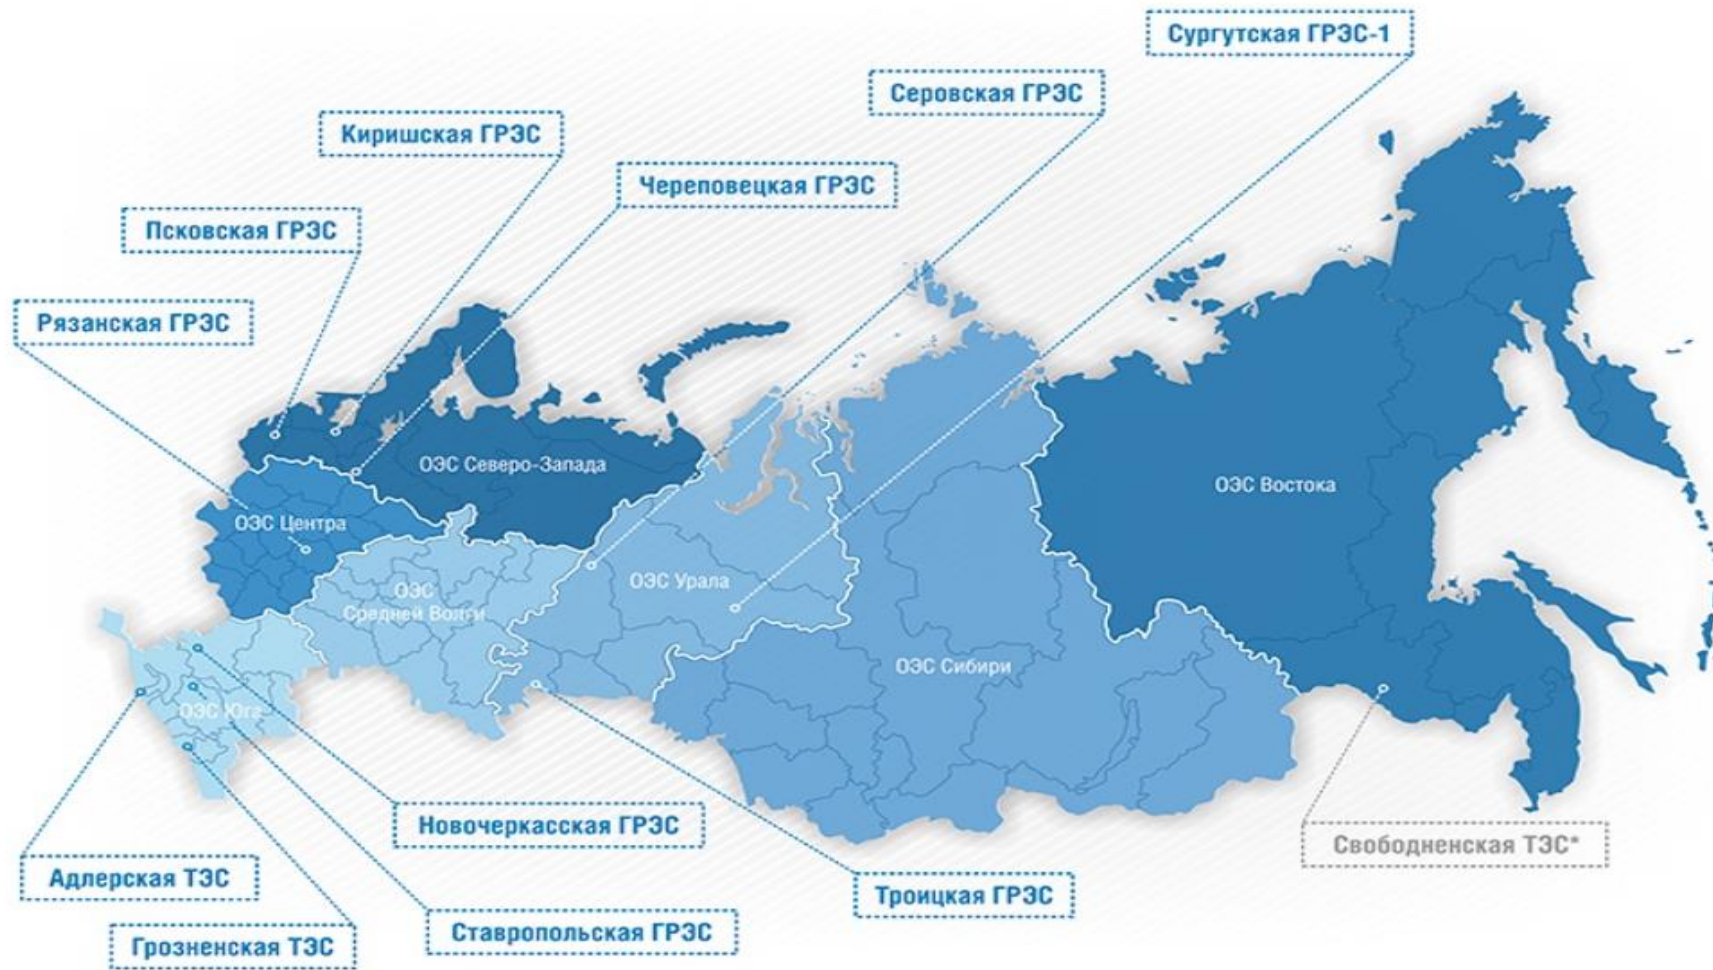 Сургутская ГРЭС-1
Серовская ГРЭС
Киришская ГРЭС
Череповецкая ГРЭС
Псковская ГРЭС
Рязанская ГРЭС
ОЭС Северо-Запада
ОЭС Востока
ОЭС Центра
ОЭС Урала
ОЭС
Средней Волги
ОЭС Сибири
ОЭС Юга
Новочеркасская ГРЭС
Свободненская ТЭС*
Адлерская ТЭС
Троицкая ГРЭС
Ставропольская ГРЭС
Грозненская ТЭС